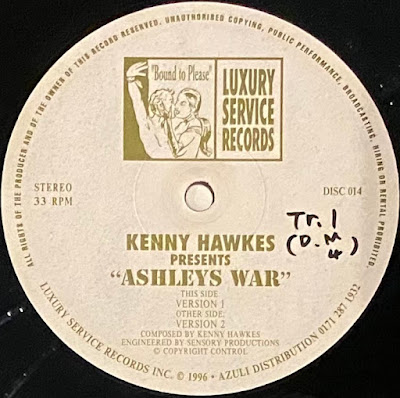 ALL RIGHTS OF THE PRODUCER AND OF THE OWNER OF THIS RECORD RESERVED. UNAUTHORISED COPYING, PUBLIC PERFORMANCE, BROADCASTING, HIRING OR RENTAL PROHIBITED.
"Bound to Please"
LUXURY
SERVICE
RECORDS
STEREO
33 RPM
DISC 014
Tr.1
(D.M
4)
KENNY HAWKES
PRESENTS
"ASHLEYS WAR"
THIS SIDE:
VERSION 1
OTHER SIDE:
VERSION 2
COMPOSED BY KENNY HAWKES
ENGINEERED BY SENSORY PRODUCTIONS
© COPYRIGHT CONTROL
LUXURY SERVICE RECORDS INC. © 1996 • AZULI DISTRIBUTION 0171 287 1932